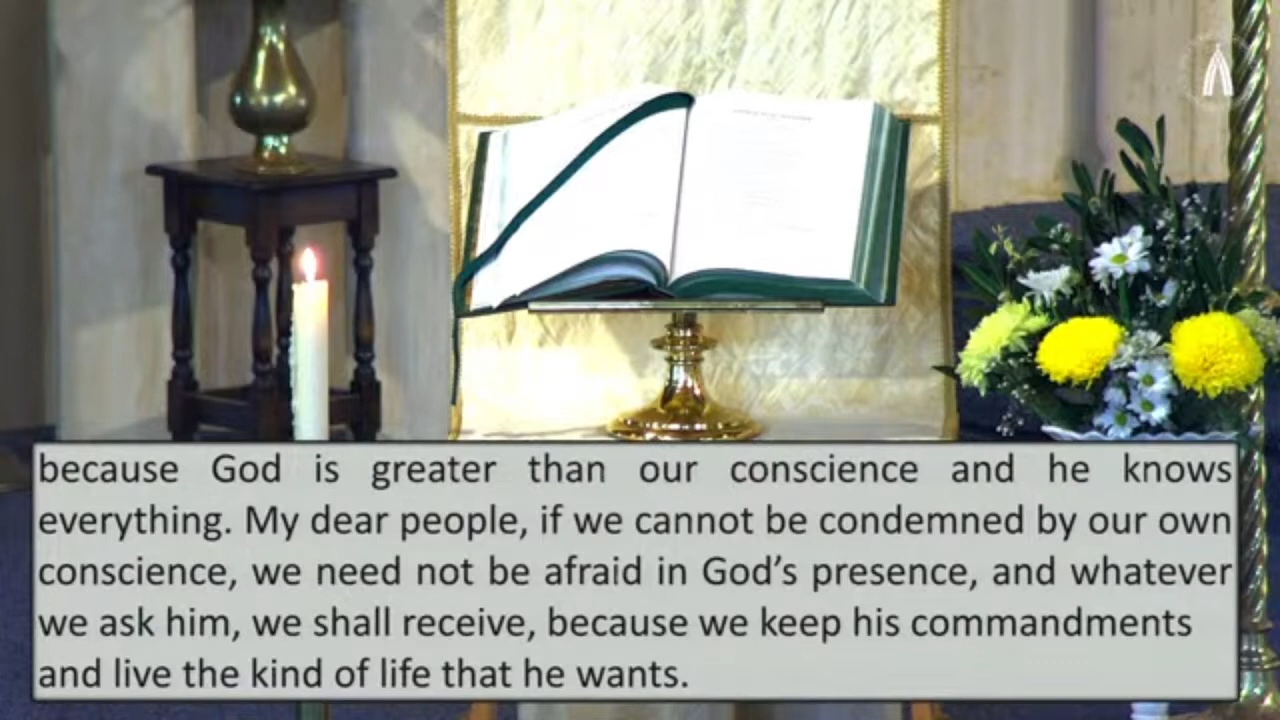 because God is greater than our conscience and he knows
everything. My dear people, if we cannot be condemned by our own
conscience, we need not be afraid in God’s presence, and whatever
we ask him, we shall receive, because we keep his commandments
and live the kind of life that he wants.